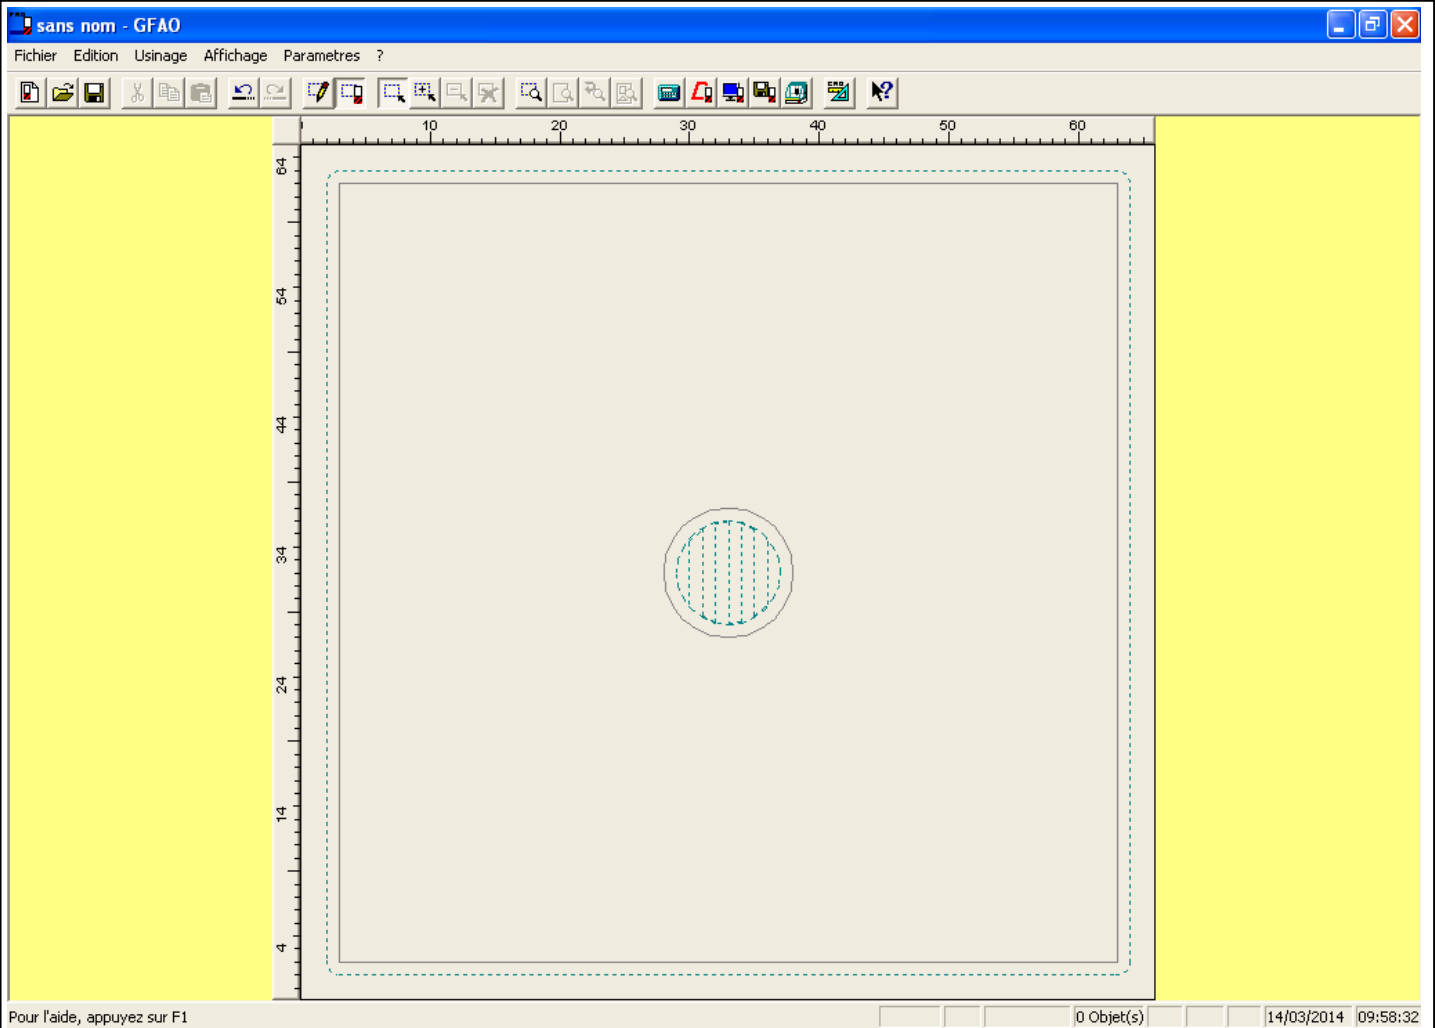 sans nom - GFAO
Fichier Edition Usinage Affichage Parametres ?
10 20 30 40 50 60
64
54
44
34
24
14
4
Pour l'aide, appuyez sur F1 0 Objet(s) 14/03/2014 09:58:32